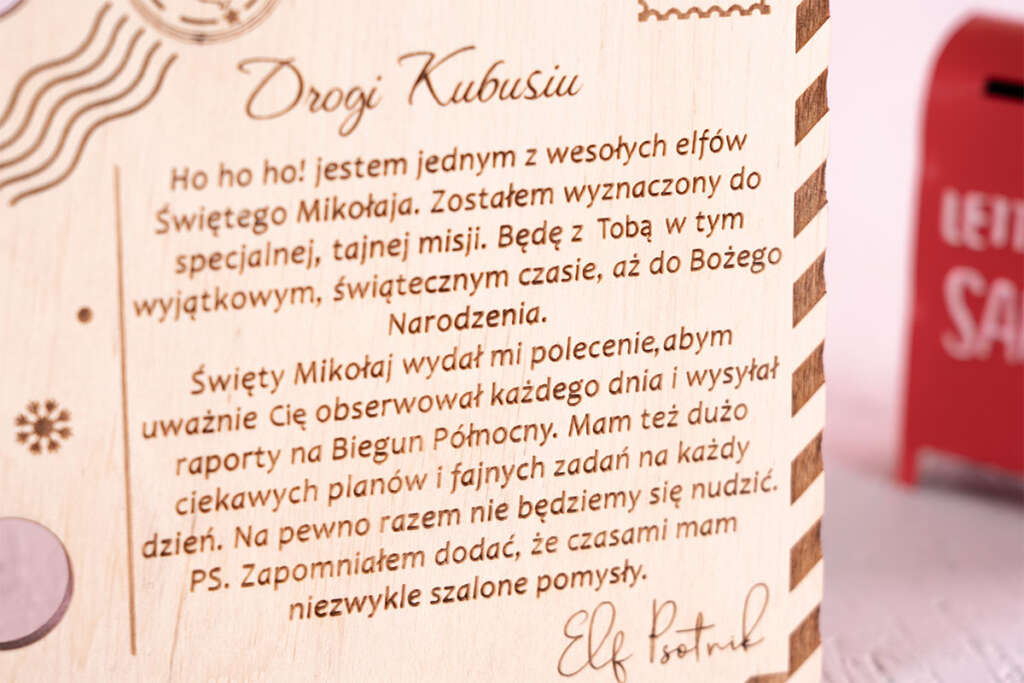 Drogi Kubusiu
Ho ho ho! jestem jednym z wesołych elfów
Świętego Mikołaja. Zostałem wyznaczony do
specjalnej, tajnej misji. Będę z Tobą w tym
wyjątkowym, świątecznym czasie, aż do Bożego
Narodzenia.
Święty Mikołaj wydał mi polecenie,abym
uważnie Cię obserwował każdego dnia i wysyłał
raporty na Biegun Północny. Mam też dużo
ciekawych planów i fajnych zadań na każdy
dzień. Na pewno razem nie będziemy się nudzić.
PS. Zapomniałem dodać, że czasami mam
niezwykle szalone pomysły.
Elf Psotnik